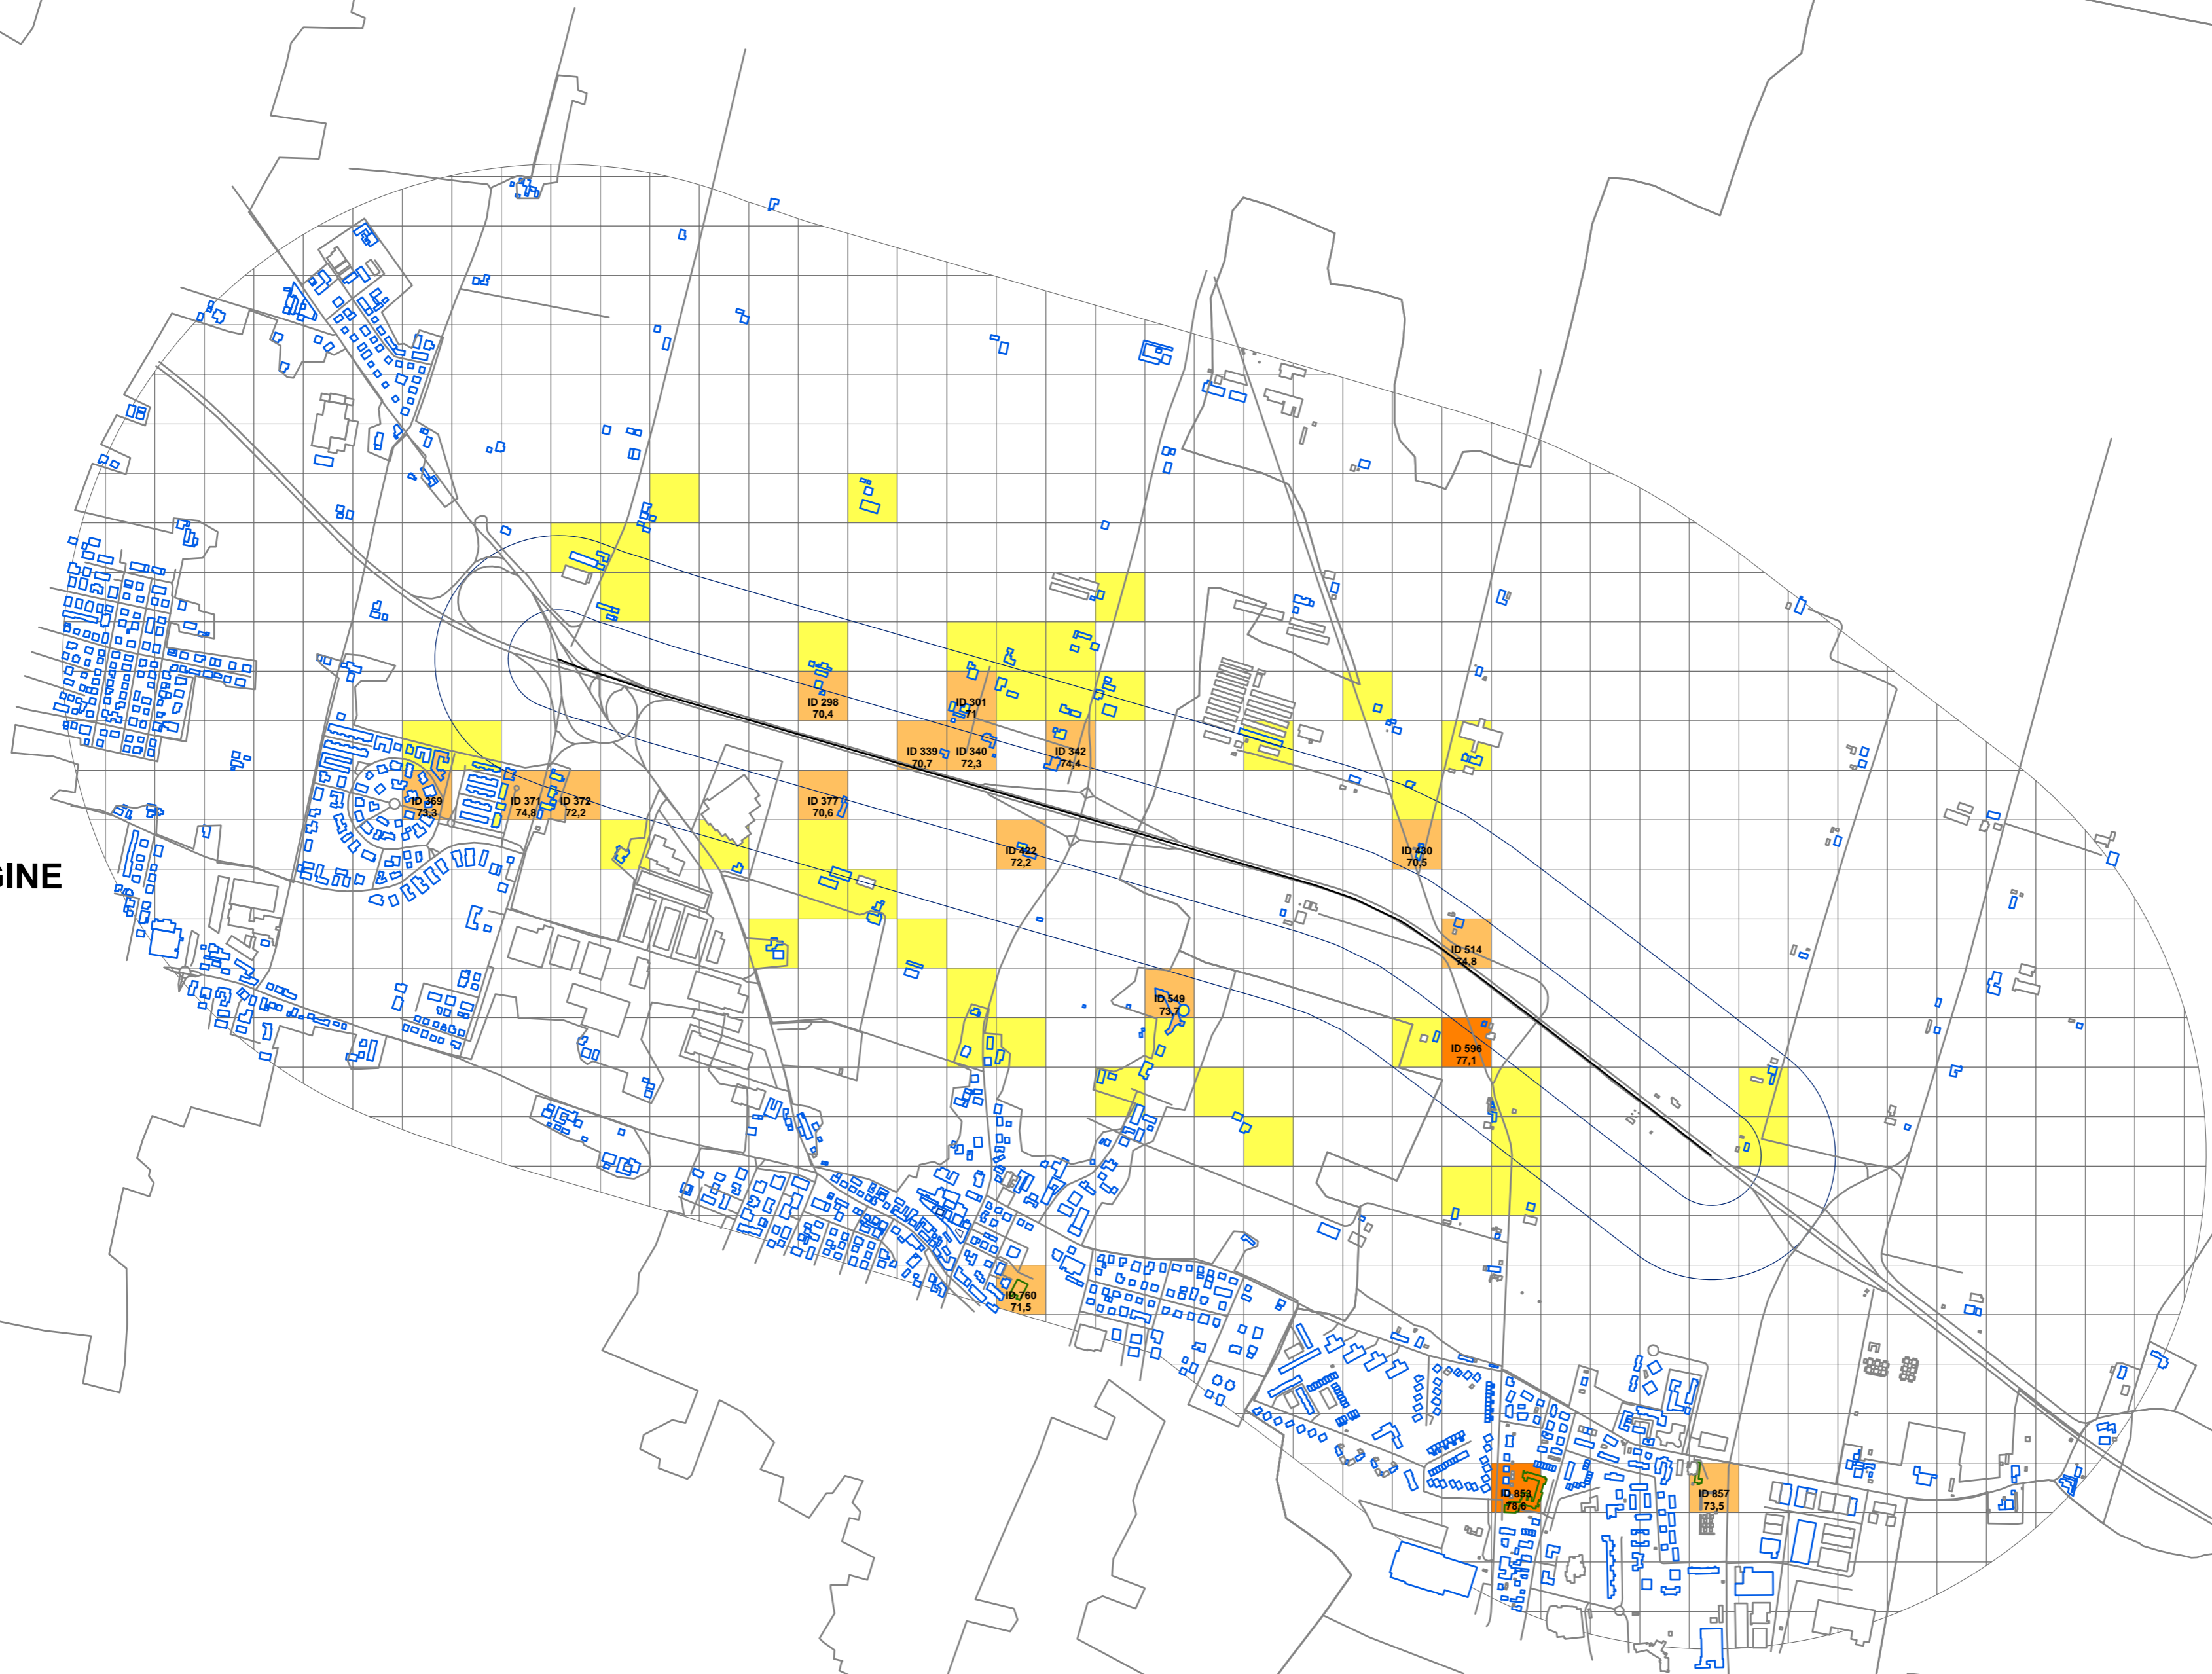 ID 298
70,4
ID 301
71
ID 339
70,7
ID 340
72,3
ID 342
74,4
ID 369
73,3
ID 371
74,8
ID 372
72,2
ID 377
70,6
ID 422
72,2
ID 430
70,5
GINE
ID 514
74,8
ID 549
73,7
ID 596
77,1
ID 760
71,5
ID 853
78,6
ID 857
73,5